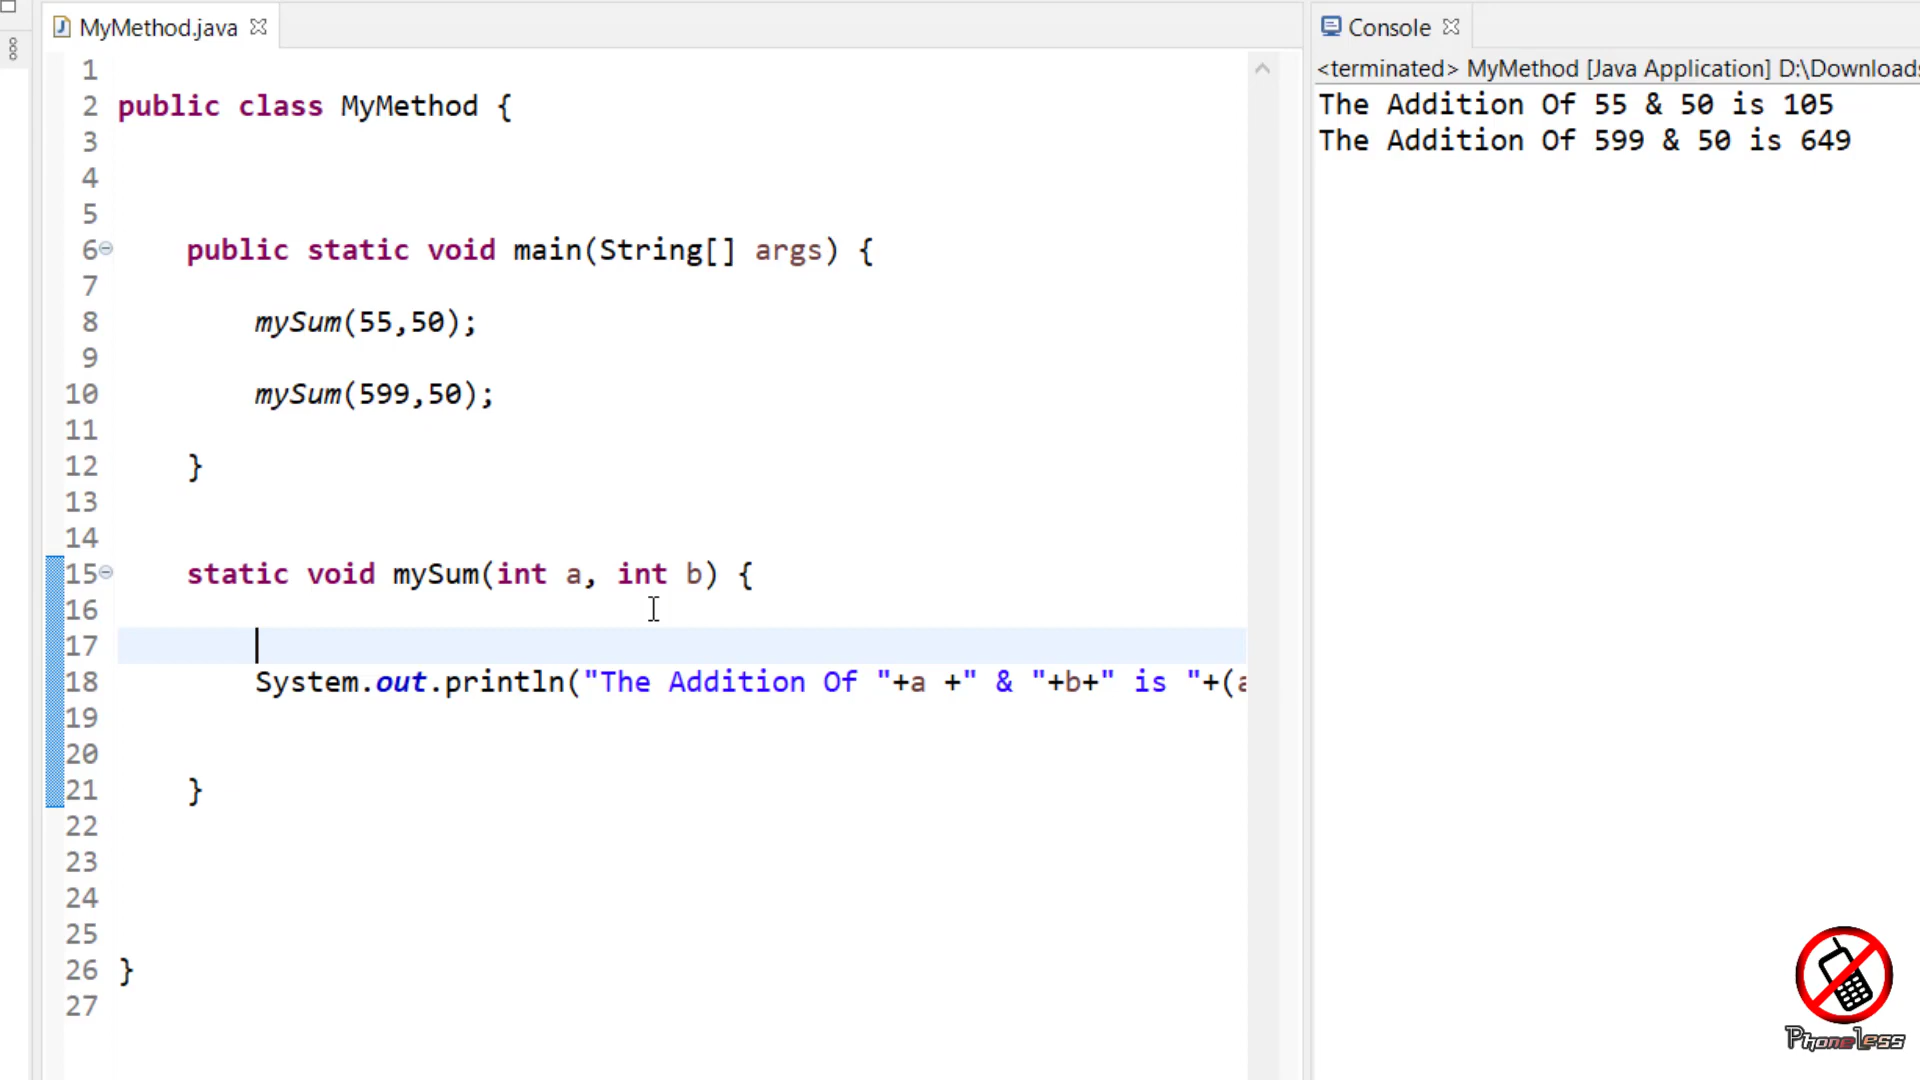 MyMethod.java
1
2 public class MyMethod {
3
4
5
6 public static void main(String[] args) {
7
8 mySum(55,50);
9
10 mySum(599,50);
11
12 }
13
14
15 static void mySum(int a, int b) {
16
17
18 System.out.println("The Addition Of "+a +" & "+b+" is "+(a
19
20
21 }
22
23
24
25
26 }
27
Console
<terminated> MyMethod [Java Application] D:\Downloads
The Addition Of 55 & 50 is 105
The Addition Of 599 & 50 is 649
Phoneless